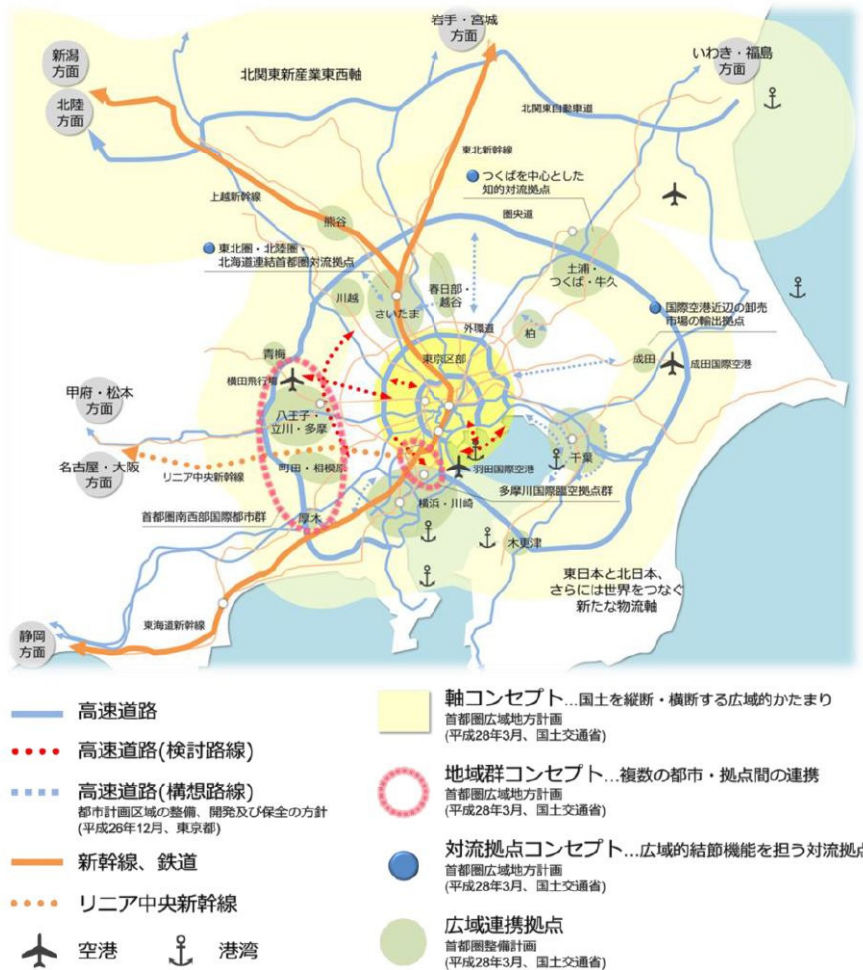 岩手・宮城
方面
新潟
方面
北関東新産業東西軸
いわき・福島
方面
北陸
方面
北関東自動車道
東北新幹線
つくばを中心とした
知的対流拠点
上越新幹線
圏央道
熊谷
東北圏・北陸圏・
北海道連結首都圏対流拠点
土浦・
つくば・牛久
春日部・
越谷
川越
さいたま
国際空港近辺の卸売
市場の輸出拠点
外環道
柏
青梅
東京区部
成田
成田国際空港
横田飛行場
甲府・松本
方面
八王子・
立川・多摩
千葉
名古屋・大阪
方面
リニア中央新幹線
町田・相模原
羽田国際空港
多摩川国際臨空拠点群
首都圏南西部国際都市群
厚木
横浜・川崎
木更津
東日本と北日本、
さらには世界をつなぐ
新たな物流軸
東海道新幹線
静岡
方面
高速道路
高速道路(検討路線)
高速道路(構想路線)
都市計画区域の整備、開発及び保全の方針
(平成26年12月、東京都)
新幹線、鉄道
リニア中央新幹線
空港
港湾
軸コンセプト…国土を縦断・横断する広域的かたまり
首都圏広域地方計画
(平成28年3月、国土交通省)
地域群コンセプト…複数の都市・拠点間の連携
首都圏広域地方計画
(平成28年3月、国土交通省)
対流拠点コンセプト…広域的結節機能を担う対流拠点
首都圏広域地方計画
(平成28年3月、国土交通省)
広域連携拠点
首都圏整備計画
(平成28年3月、国土交通省)